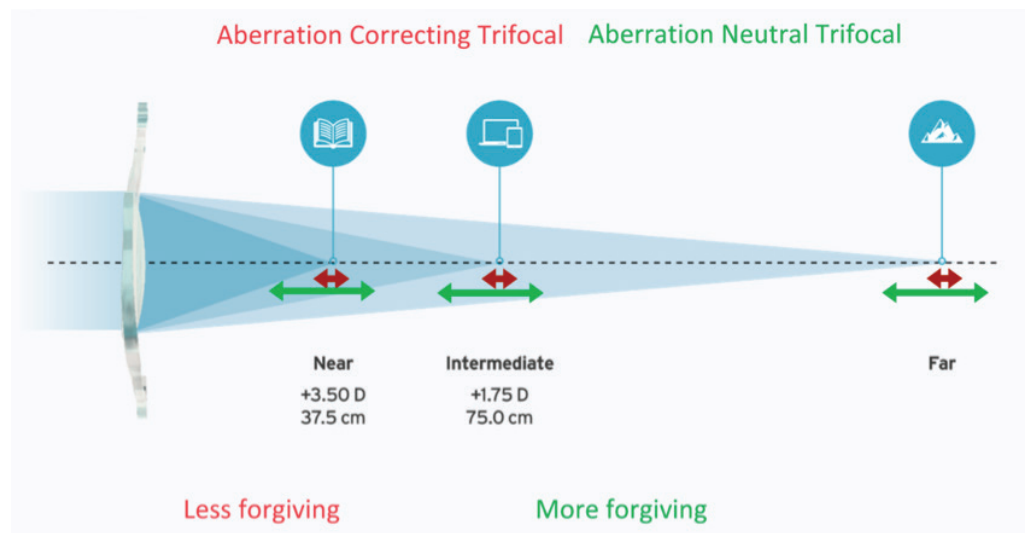 Aberration Correcting Trifocal Aberration Neutral Trifocal
Near Intermediate Far
+3.50 D +1.75 D
37.5 cm 75.0 cm
Less forgiving More forgiving